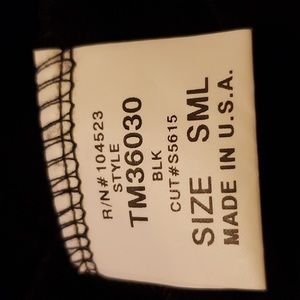 R/N# 104523
STYLE
TM36030
BLK
CUT#S5615
SIZE SML
MADE IN U.S.A.